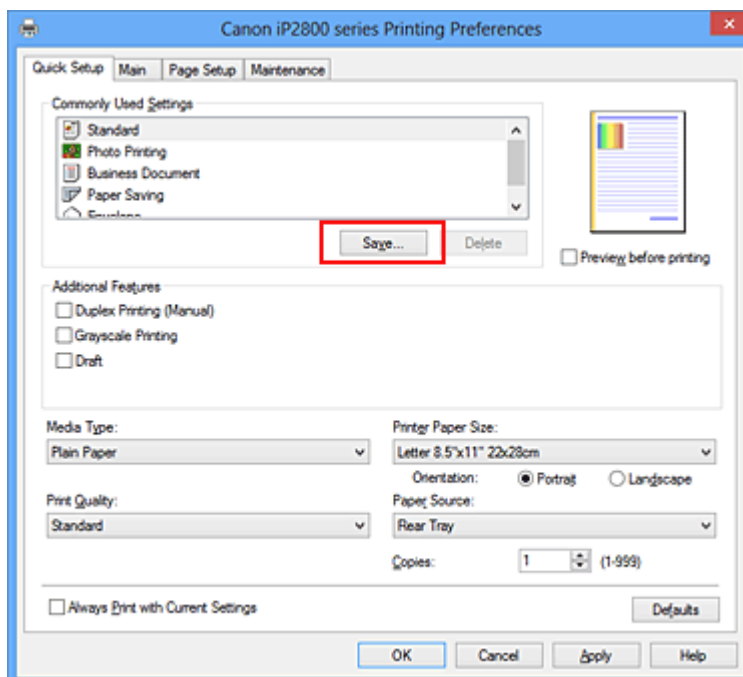 Canon iP2800 series Printing Preferences
Quick Setup Main Page Setup Maintenance
Commonly Used Settings
Standard
Photo Printing
Business Document
Paper Saving
Envelope
Save... Delete
Preview before printing
Additional Features
Duplex Printing (Manual)
Grayscale Printing
Draft
Media Type: Printer Paper Size:
Plain Paper Letter 8.5"x11" 22x28cm
Orientation: Portrait Landscape
Print Quality: Paper Source:
Standard Rear Tray
Copies: 1 (1-999)
Always Print with Current Settings Defaults
OK Cancel Apply Help